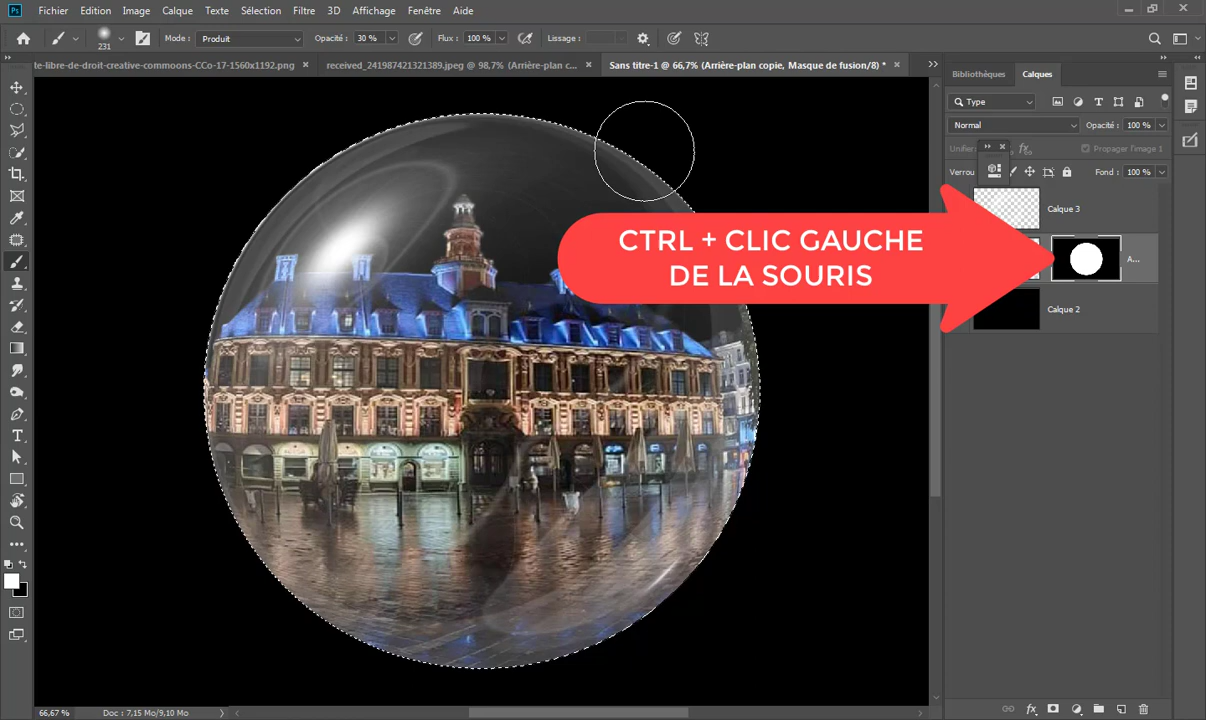 Ps Fichier Edition Image Calque Texte Sélection Filtre 3D Affichage Fenêtre Aide
231 Mode : Produit Opacité : 30 % Flux : 100 % Lissage :
te-libre-de-droit-creative-commoons-CCo-17-1560x1192.png × received_241987421321389.jpeg @ 98,7% (Arrière-plan c... × Sans titre-1 @ 66,7% (Arrière-plan copie, Masque de fusion/8) * ×
Bibliothèques Calques
Type
Normal Opacité : 100 %
Unifier: Propager l'image 1
Verrou Fond : 100 %
Calque 3
CTRL + CLIC GAUCHE
DE LA SOURIS
A...
Calque 2
66,67 % Doc : 7,15 Mo/9,10 Mo